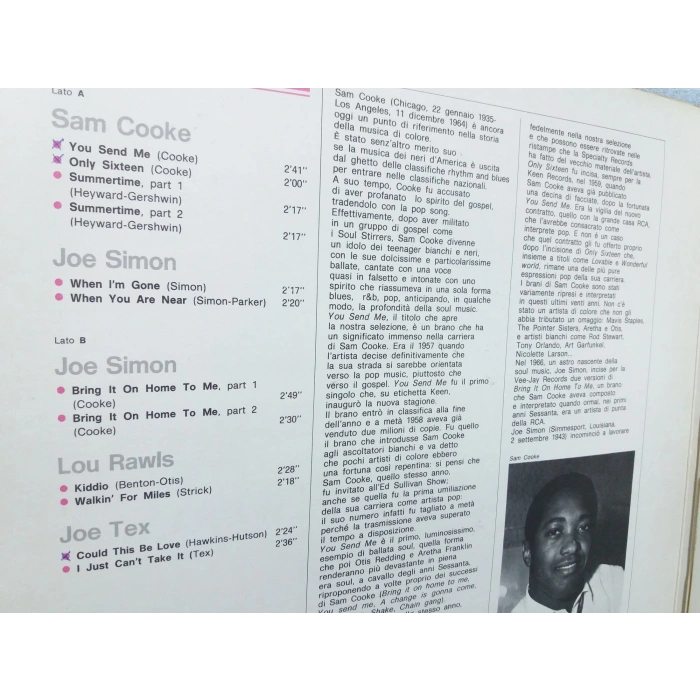 Lato A
Sam Cooke
You Send Me (Cooke)
Only Sixteen (Cooke) 2'41"
Summertime, part 1 2'00"
(Heyward-Gershwin)
Summertime, part 2 2'17"
(Heyward-Gershwin)
2'17"
Joe Simon
When I'm Gone (Simon) 2'17"
When You Are Near (Simon-Parker) 2'20"
Lato B
Joe Simon
Bring It On Home To Me, part 1
(Cooke) 2'49"
Bring It On Home To Me, part 2
(Cooke) 2'30"
Lou Rawls
Kiddio (Benton-Otis) 2'28"
Walkin' For Miles (Strick) 2'18"
Joe Tex
Could This Be Love (Hawkins-Hutson) 2'24"
I Just Can't Take It (Tex) 2'36"
Sam Cooke (Chicago, 22 gennaio 1935-
Los Angeles, 11 dicembre 1964) è ancora
oggi un punto di riferimento nella storia
della musica di colore.
È stato senz'altro merito suo
se la musica dei neri d'America è uscita
dal ghetto delle classifiche rhythm and blues
per entrare nelle classifiche nazionali.
A suo tempo, Cooke fu accusato
di aver profanato lo spirito del gospel,
tradendolo con la pop song.
Effettivamente, dopo aver militato
in un gruppo di gospel come
i Soul Stirrers, Sam Cooke divenne
un idolo dei teenager bianchi e neri,
con le sue dolcissime e particolarissime
ballate, cantate con una voce
quasi in falsetto e intonate con uno
spirito che riassumeva in una sola forma
blues, r&b, pop, anticipando, in qualche
modo, la profondità della soul music.
You Send Me, il titolo che apre
la nostra selezione, è un brano che ha
un significato immenso nella carriera
di Sam Cooke. Era il 1957 quando
l'artista decise definitivamente che
la sua strada si sarebbe orientata
verso la pop music, piuttosto che
verso il gospel. You Send Me fu il primo
singolo che, su etichetta Keen,
inaugurò la nuova stagione.
Il brano entrò in classifica alla fine
dell'anno e a metà 1958 aveva già
venduto due milioni di copie. Fu quello
il brano che introdusse Sam Cooke
agli ascoltatori bianchi e va detto
che pochi artisti di colore ebbero
una fortuna così repentina: si pensi che
Sam Cooke, quello stesso anno,
fu invitato all'Ed Sullivan Show;
anche se quella fu la prima umiliazione
della sua carriera come artista pop:
il suo numero infatti fu tagliato a metà
perché la trasmissione aveva superato
il tempo a disposizione.
You Send Me è il primo, luminosissimo,
esempio di ballata soul, quella forma
che poi Otis Redding e Aretha Franklin
renderanno più devastante in piena
era soul, a cavallo degli anni Sessanta,
riproponendo a volte proprio dei successi
di Sam Cooke (Bring it on home to me,
You send me, A change is gonna come,
Shake, Chain gang).
stesso anno,
fedelmente nella nostra selezione
e che possono essere ritrovate nelle
ristampe che la Specialty Records
ha fatto del vecchio materiale dell'artista.
Only Sixteen fu incisa, sempre per la
Keen Records, nel 1959, quando
Sam Cooke aveva già pubblicato
una decina di facciate, dopo la fortunata
You Send Me. Era la vigilia del nuovo
contratto, quello con la grande casa RCA,
che l'avrebbe consacrato come
interprete pop. E non è un caso
che quel contratto gli fu offerto proprio
dopo l'incisione di Only Sixteen che,
insieme a titoli come Lovable e Wonderful
world, rimane una delle più pure
espressioni pop della sua carriera.
I brani di Sam Cooke sono stati
variamente ripresi e interpretati
in questi ultimi venti anni. Non c'è
stato un artista di colore che non gli
abbia tributato un omaggio: Mavis Staples,
The Pointer Sisters, Aretha e Otis,
e artisti bianchi come Rod Stewart,
Tony Orlando, Art Garfunkel,
Nicolette Larson...
Nel 1966, un astro nascente della
soul music, Joe Simon, incise per la
Vee-Jay Records due versioni di
Bring It On Home To Me, un brano
che Sam Cooke aveva composto
e interpretato quando ormai, nei primi
anni Sessanta, era un artista di punta
della RCA.
Joe Simon (Simmesport, Louisiana,
2 settembre 1943) incominciò a lavorare
Sam Cooke